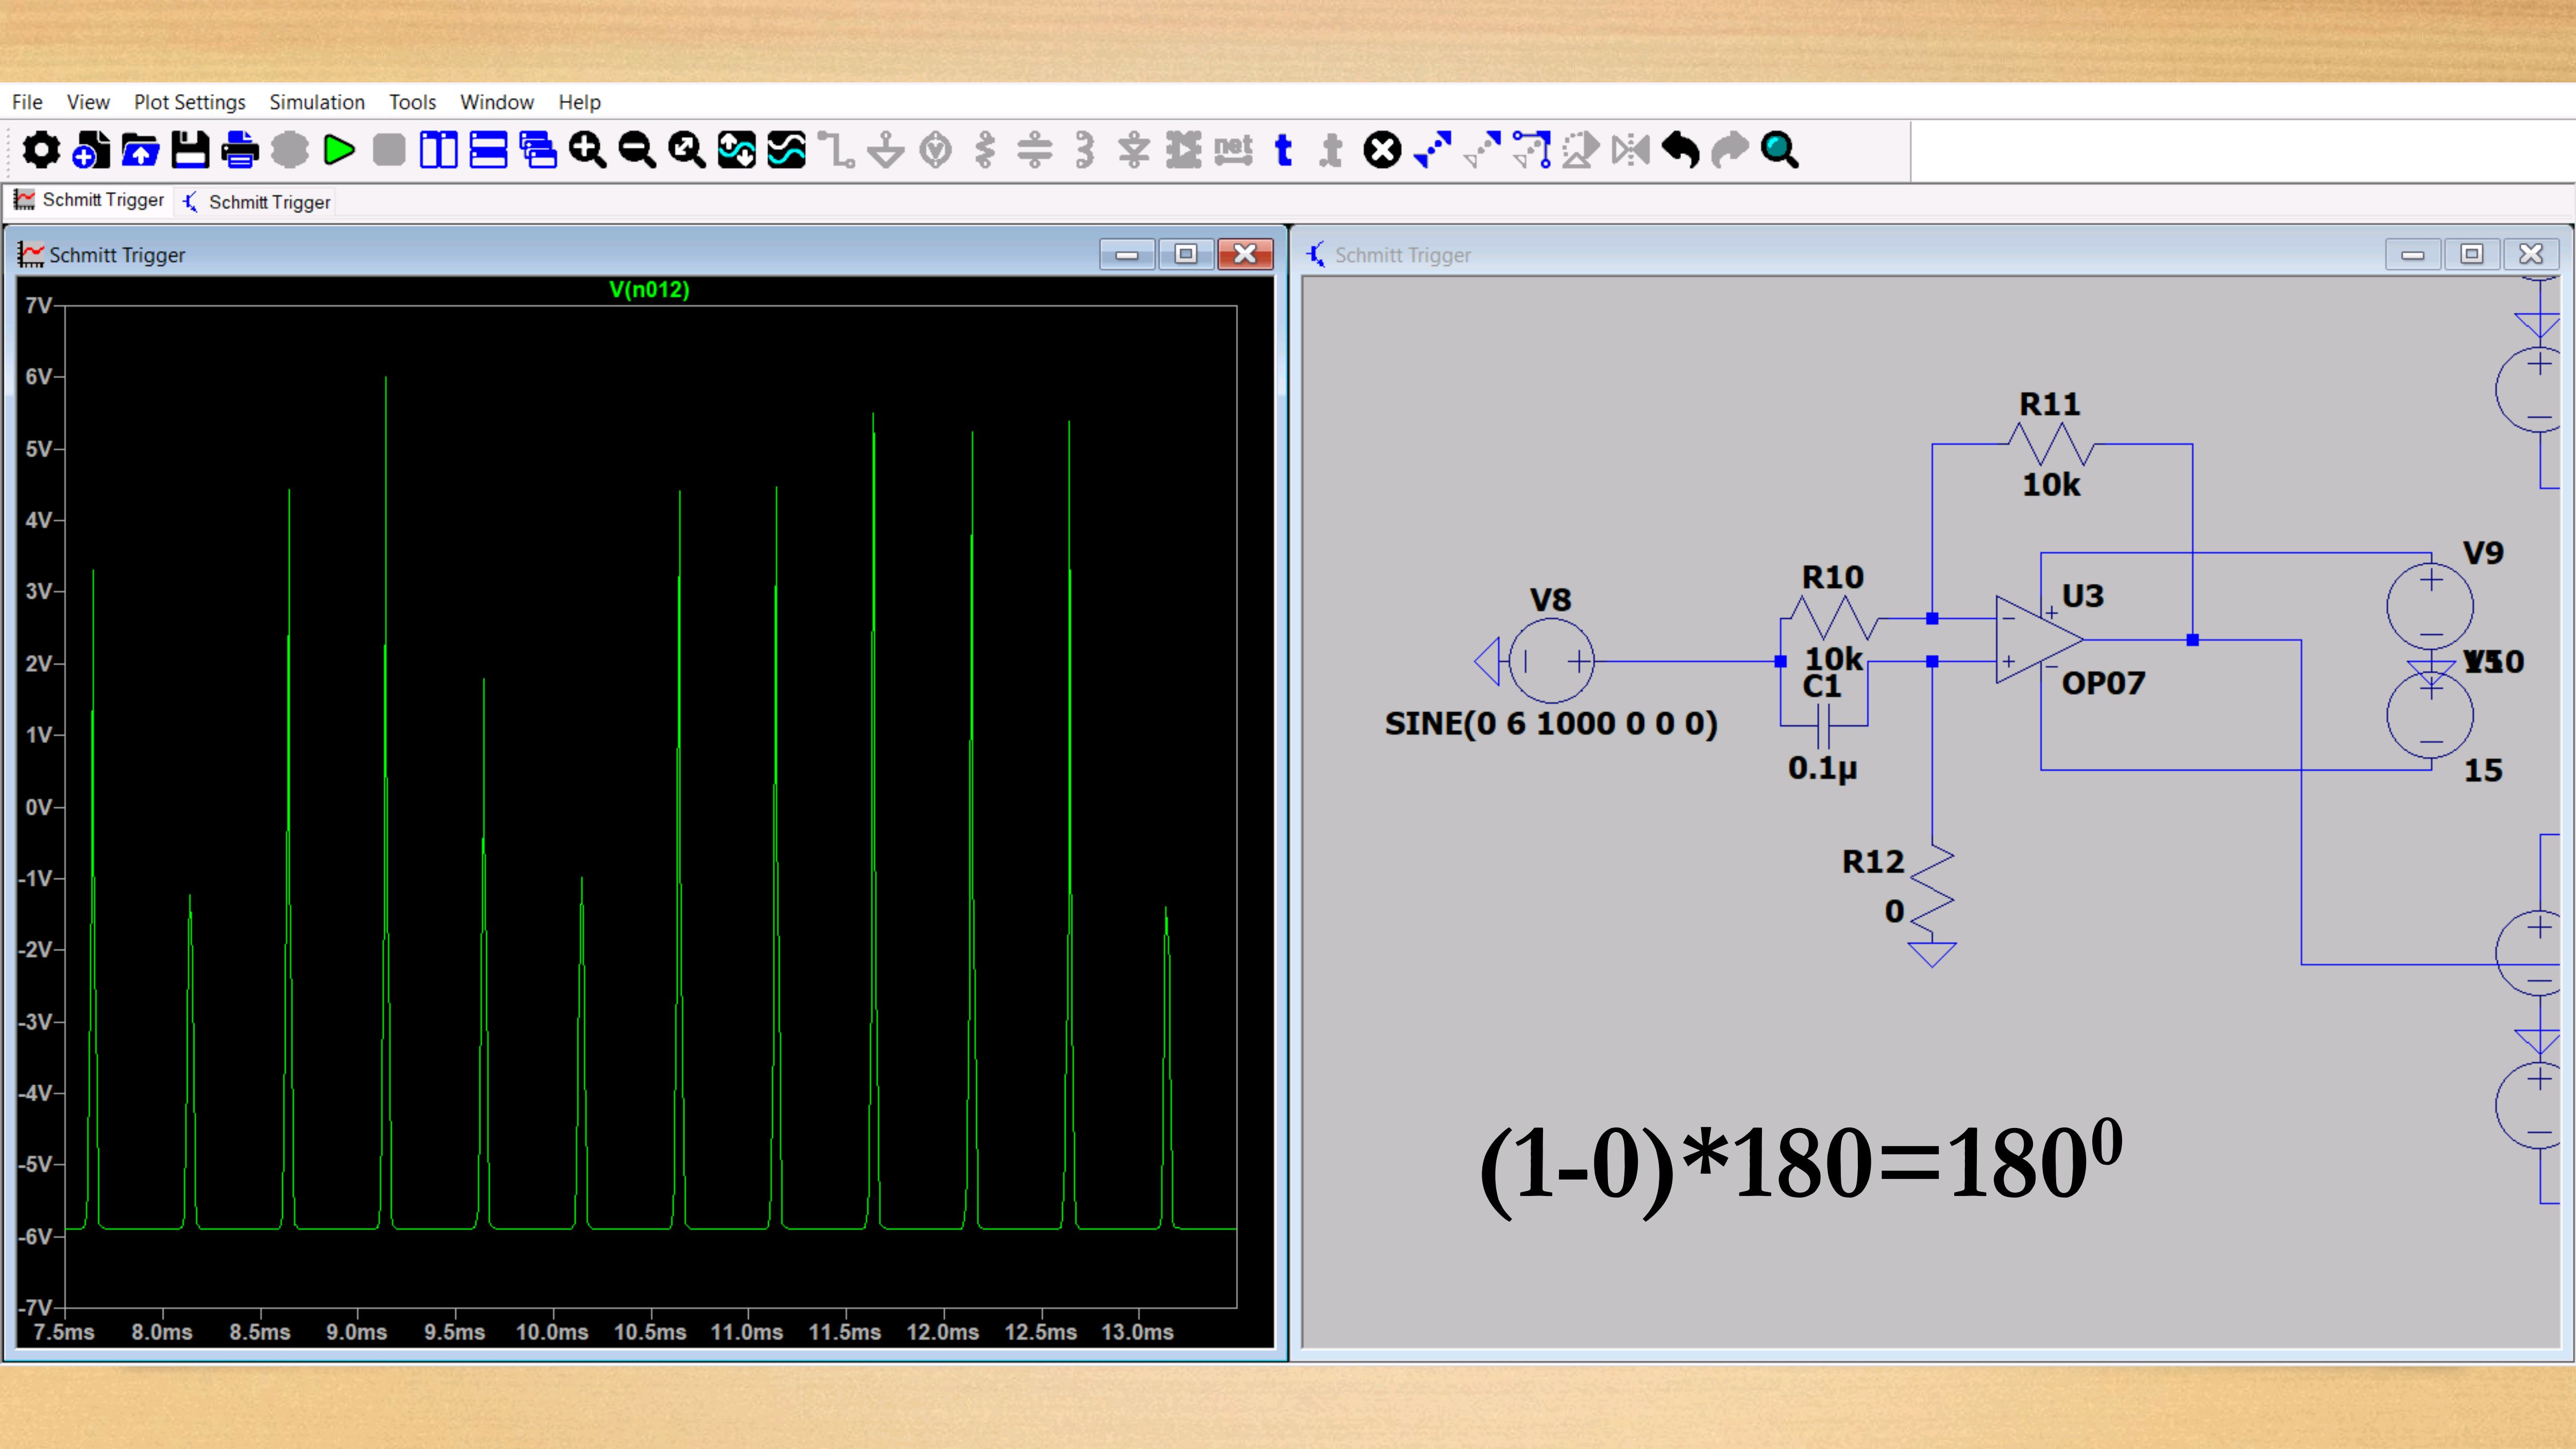 File View Plot Settings Simulation Tools Window Help
net t t
Schmitt Trigger Schmitt Trigger
Schmitt Trigger
V(n012)
7V
6V
5V
4V
3V
2V
1V
0V
-1V
-2V
-3V
-4V
-5V
-6V
-7V
7.5ms 8.0ms 8.5ms 9.0ms 9.5ms 10.0ms 10.5ms 11.0ms 11.5ms 12.0ms 12.5ms 13.0ms
Schmitt Trigger
R11
10k
V9
R10
U3
V8
10k
C1
OP07
SINE(0 6 1000 0 0 0)
0.1µ
15
R12
0
(1-0)*180=180⁰